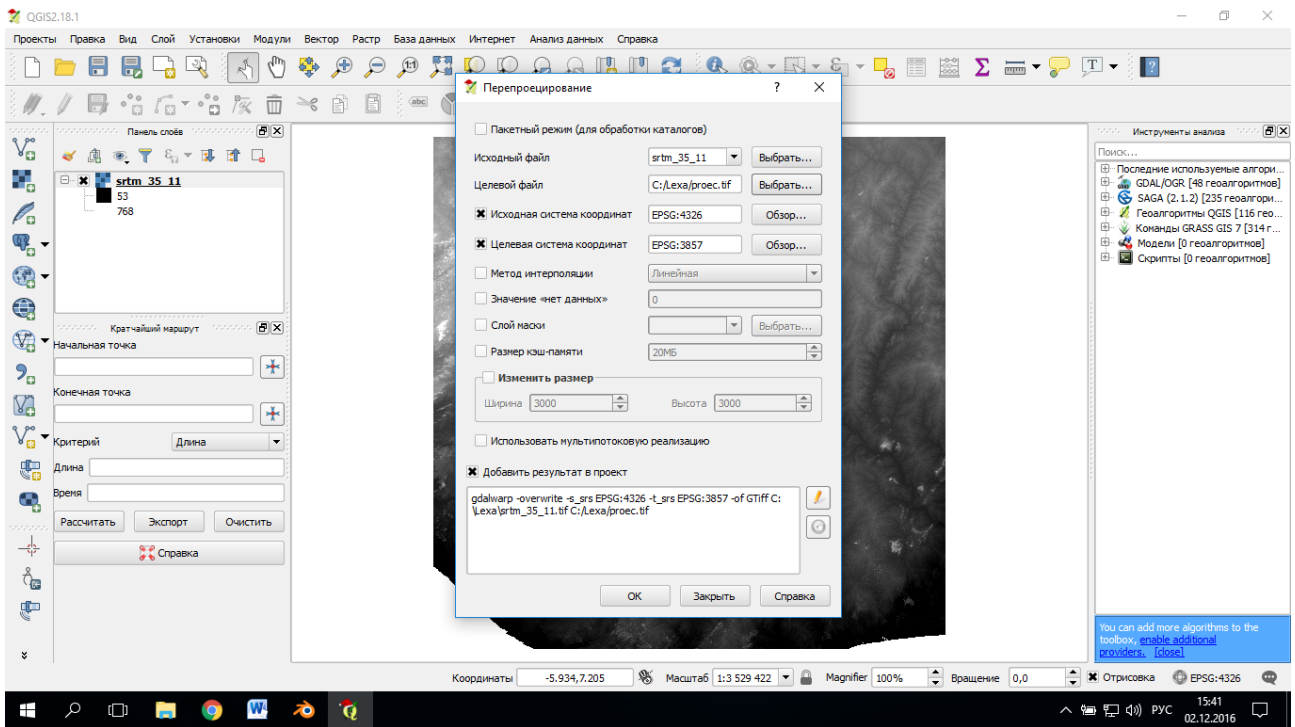 QGIS2.18.1
Проекты Правка Вид Слой Установки Модули Вектор Растр База данных Интернет Анализ данных Справка
abc
Панель слоёв
srtm_35_11
53
768
Кратчайший маршрут
Начальная точка
Конечная точка
Критерий Длина
Длина
Время
Рассчитать Экспорт Очистить
Справка
Перепроецирование ? ×
Пакетный режим (для обработки каталогов)
Исходный файл srtm_35_11 Выбрать...
Целевой файл C:/Lexa/proec.tif Выбрать...
Исходная система координат EPSG:4326 Обзор...
Целевая система координат EPSG:3857 Обзор...
Метод интерполяции Линейная
Значение «нет данных» 0
Слой маски Выбрать...
Размер кэш-памяти 20МБ
Изменить размер
Ширина 3000 Высота 3000
Использовать мультипотоковую реализацию
Добавить результат в проект
gdalwarp -overwrite -s_srs EPSG:4326 -t_srs EPSG:3857 -of GTiff C:
\Lexa\srtm_35_11.tif C:/Lexa/proec.tif
OK Закрыть Справка
Инструменты анализа
Поиск...
Последние используемые алгори...
GDAL/OGR [48 геоалгоритмов]
SAGA (2.1.2) [235 геоалгори...
Геоалгоритмы QGIS [116 гео...
Команды GRASS GIS 7 [314 г...
Модели [0 геоалгоритмов]
Скрипты [0 геоалгоритмов]
You can add more algorithms to the
toolbox, enable additional
providers. [close]
Координаты -5.934,7.205 Масштаб 1:3 529 422 Magnifier 100% Вращение 0,0 Отрисовка EPSG:4326
РУС 15:41
02.12.2016